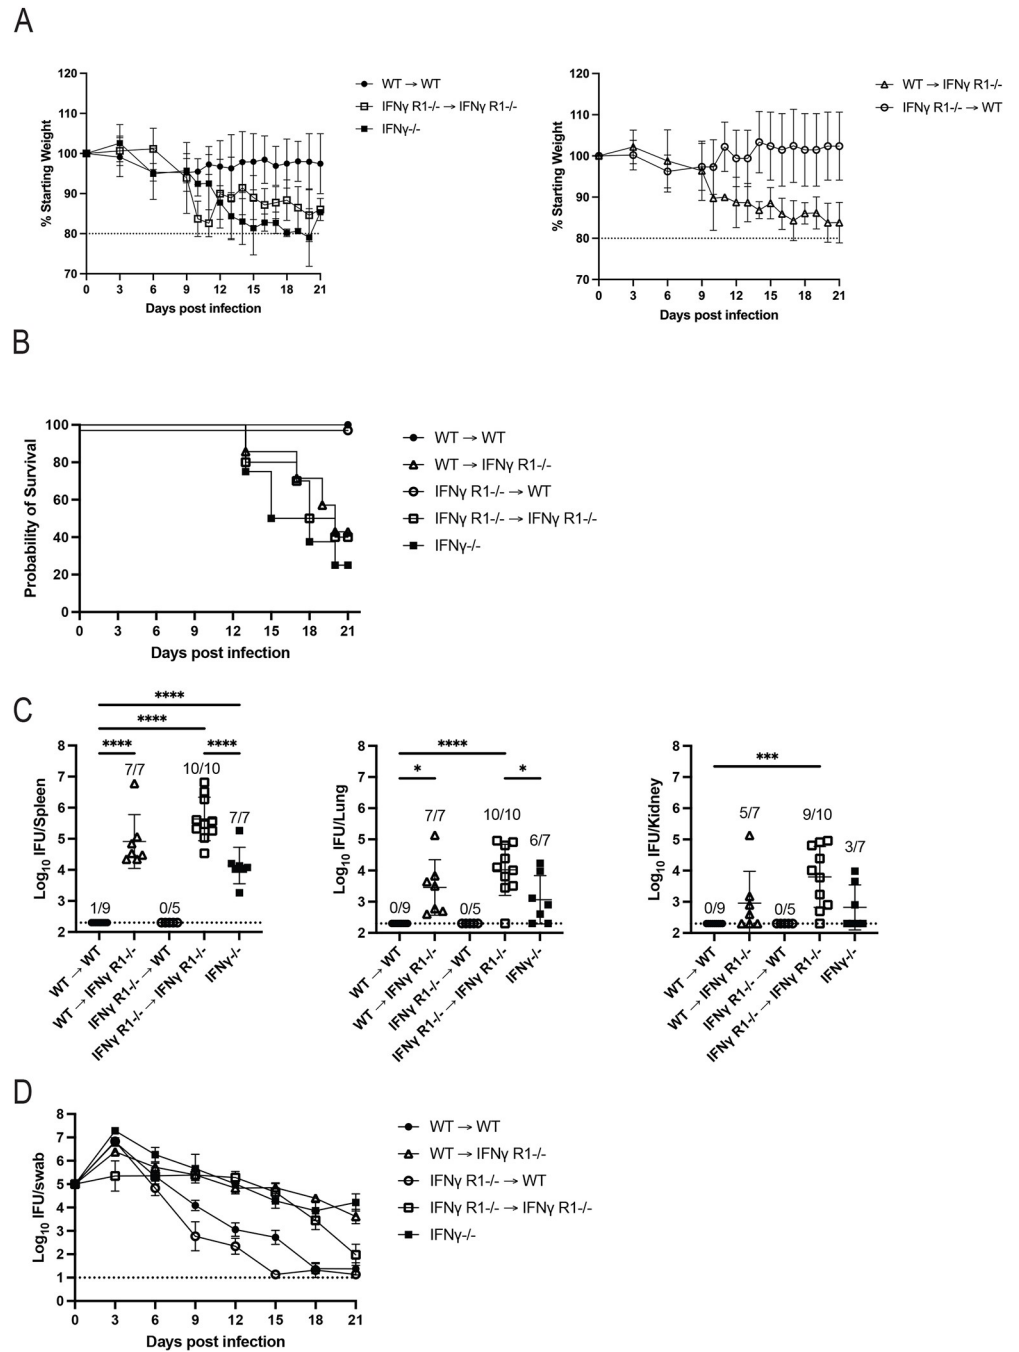 A
% Starting Weight
120
110
100
90
80
70
0 3 6 9 12 15 18 21
Days post infection
WT → WT
IFNγ R1-/- → IFNγ R1-/-
IFNγ-/-
% Starting Weight
120
110
100
90
80
70
0 3 6 9 12 15 18 21
Days post infection
WT → IFNγ R1-/-
IFNγ R1-/- → WT
B
Probability of Survival
100
80
60
40
20
0
0 3 6 9 12 15 18 21
Days post infection
WT → WT
WT → IFNγ R1-/-
IFNγ R1-/- → WT
IFNγ R1-/- → IFNγ R1-/-
IFNγ-/-
C
Log10 IFU/Spleen
8
7
6
5
4
3
2
****
****
**** ****
7/7 10/10
7/7
1/9 0/5
WT → WT
WT → IFNγ R1-/-
IFNγ R1-/- → WT
IFNγ R1-/- → IFNγ R1-/-
IFNγ-/-
Log10 IFU/Lung
8
7
6
5
4
3
2
****
* *
7/7 10/10
6/7
0/9 0/5
WT → WT
WT → IFNγ R1-/-
IFNγ R1-/- → WT
IFNγ R1-/- → IFNγ R1-/-
IFNγ-/-
Log10 IFU/Kidney
8
7
6
5
4
3
2
***
5/7 9/10
3/7
0/9 0/5
WT → WT
WT → IFNγ R1-/-
IFNγ R1-/- → WT
IFNγ R1-/- → IFNγ R1-/-
IFNγ-/-
D
Log10 IFU/swab
8
7
6
5
4
3
2
1
0
0 3 6 9 12 15 18 21
Days post infection
WT → WT
WT → IFNγ R1-/-
IFNγ R1-/- → WT
IFNγ R1-/- → IFNγ R1-/-
IFNγ-/-